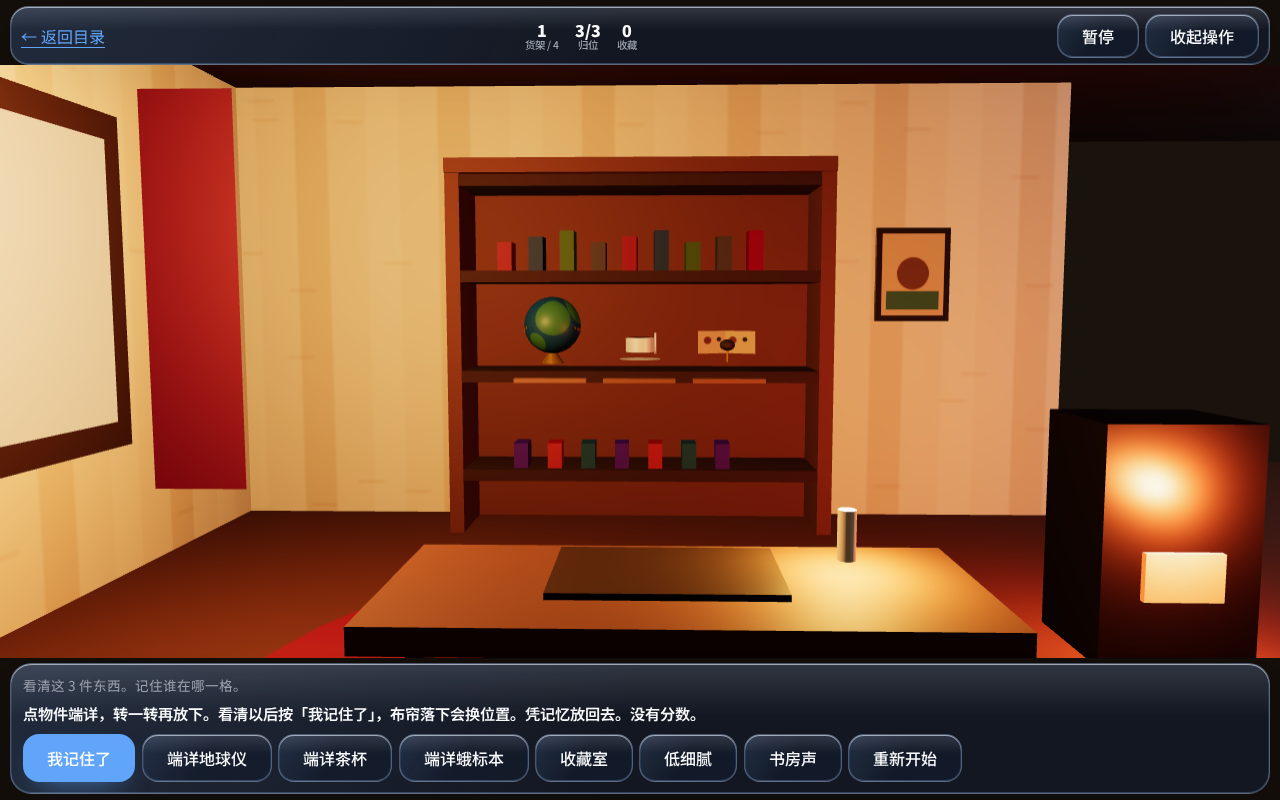 ← 返回目录
1 3/3 0
货架 / 4 归位 收藏
暂停
收起操作
看清这 3 件东西。记住谁在哪一格。
点物件端详，转一转再放下。看清以后按「我记住了」，布帘落下会换位置。凭记忆放回去。没有分数。
我记住了
端详地球仪
端详茶杯
端详蛾标本
收藏室
低细腻
书房声
重新开始